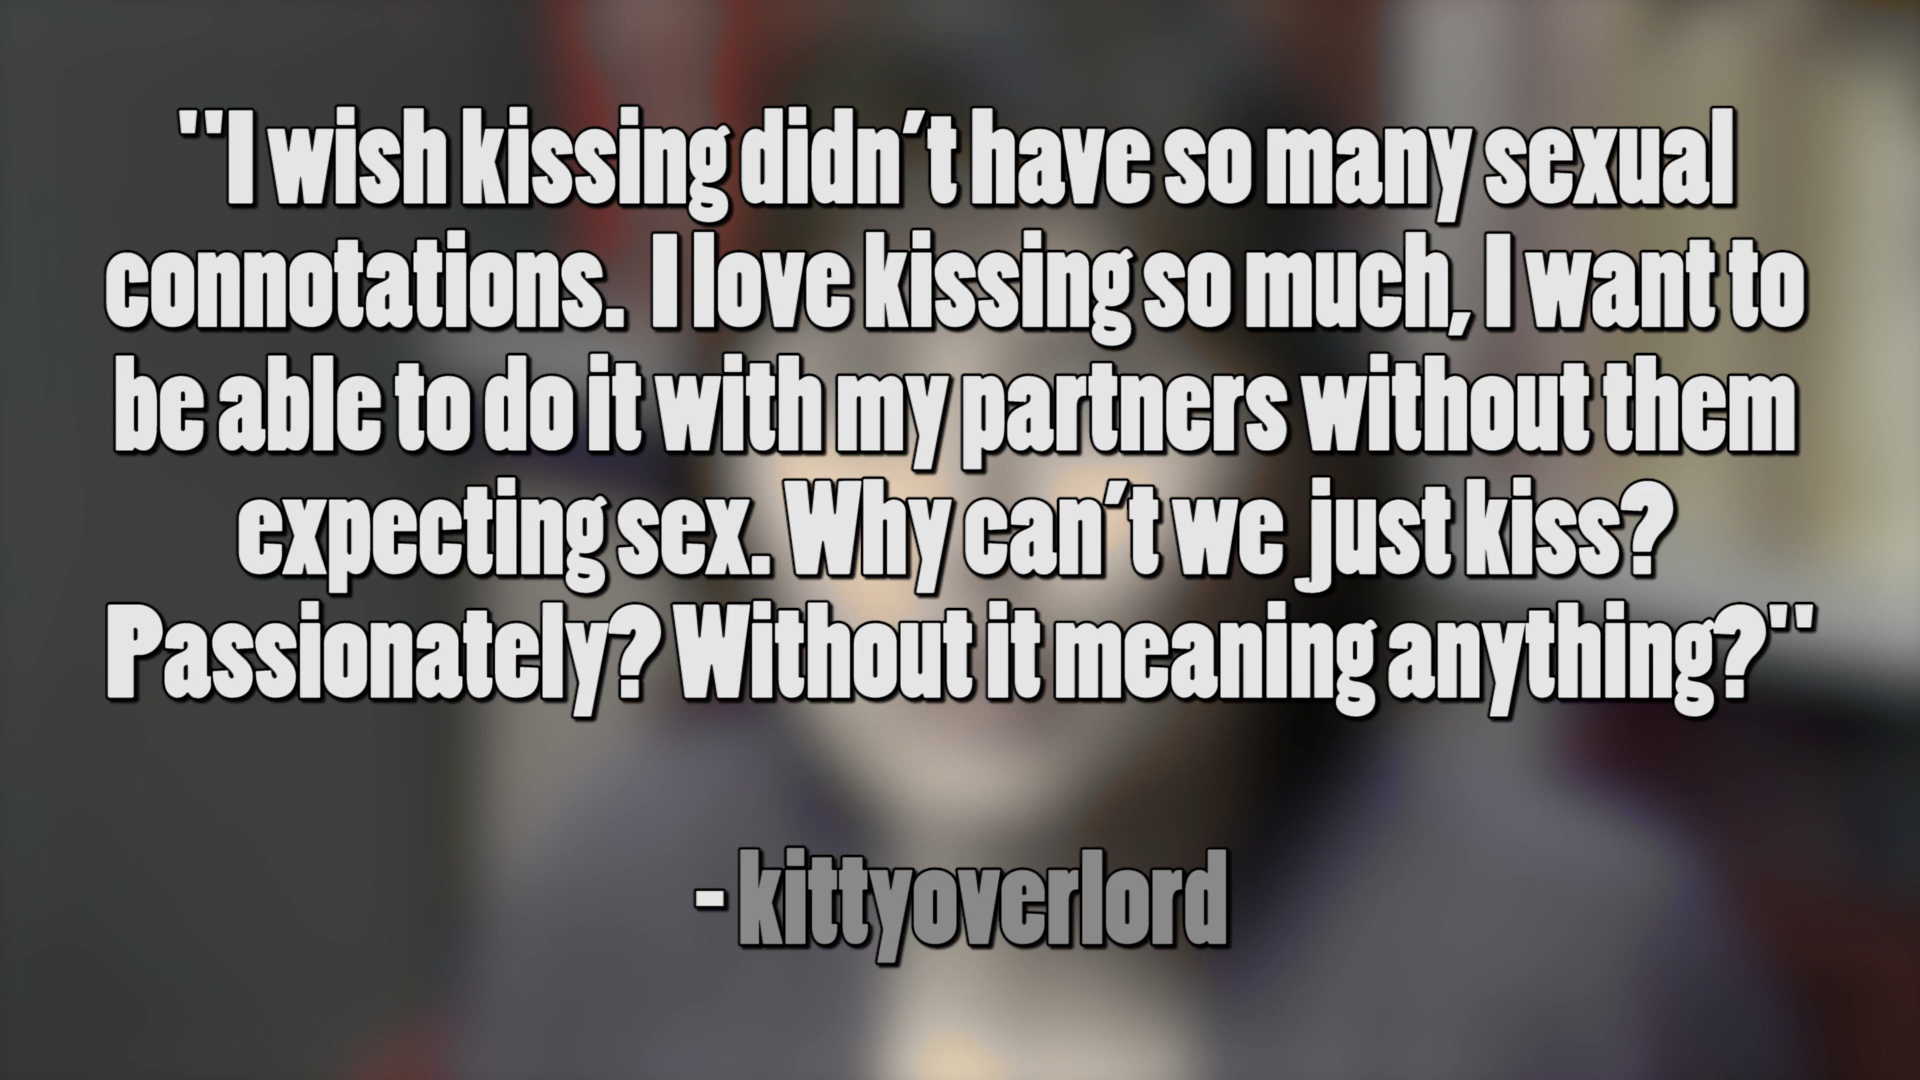 "I wish kissing didn't have so many sexual
connotations.  I love kissing so much, I want to
be able to do it with my partners without them
expecting sex. Why can't we just kiss?
Passionately? Without it meaning anything?"
- kittyoverlord